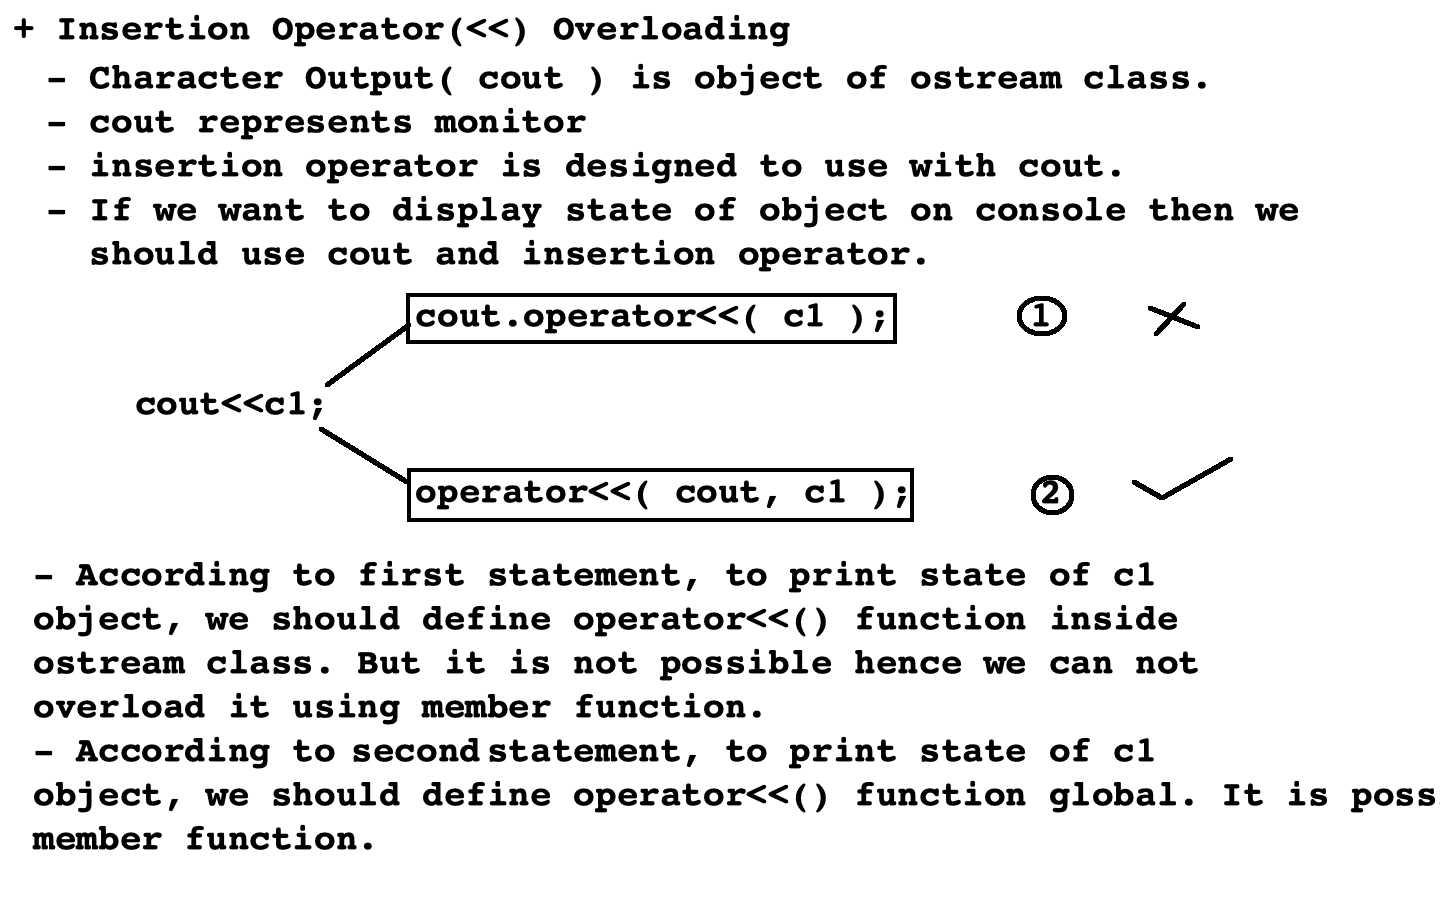 + Insertion Operator(<<) Overloading
- Character Output( cout ) is object of ostream class.
- cout represents monitor
- insertion operator is designed to use with cout.
- If we want to display state of object on console then we
should use cout and insertion operator.
cout.operator<<( c1 ); 1
cout<<c1;
operator<<( cout, c1 ); 2
- According to first statement, to print state of c1
object, we should define operator<<() function inside
ostream class. But it is not possible hence we can not
overload it using member function.
- According to second statement, to print state of c1
object, we should define operator<<() function global. It is poss
member function.